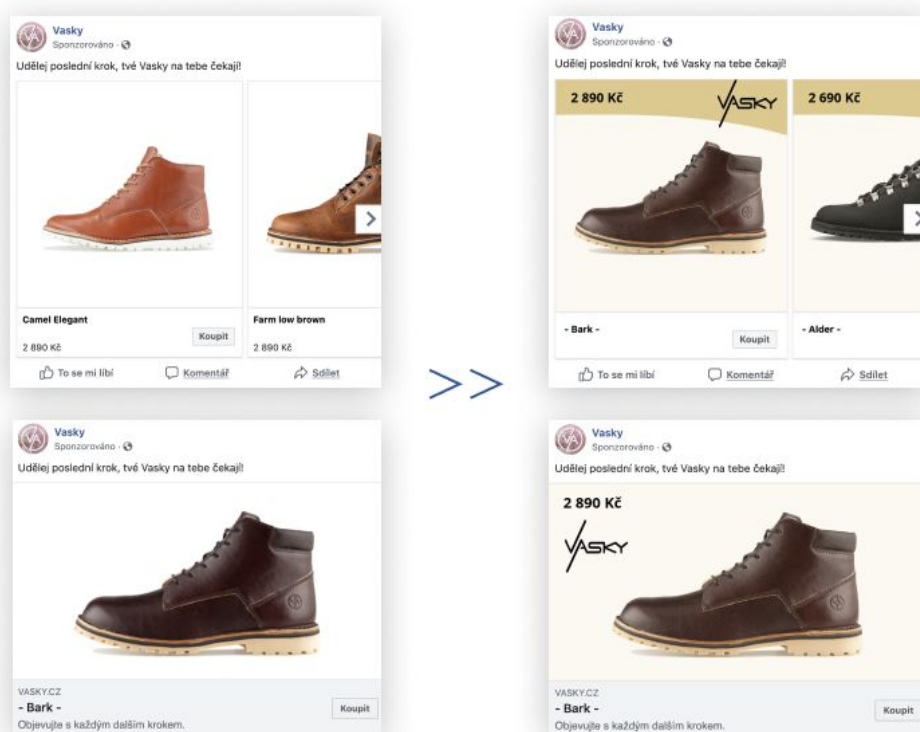 Vasky
Sponzorováno ·
Udělej poslední krok, tvé Vasky na tebe čekají!
Camel Elegant
Koupit
2 890 Kč
Farm low brown
2 890 Kč
To se mi líbí
Komentář
Sdílet
>>
Vasky
Sponzorováno ·
Udělej poslední krok, tvé Vasky na tebe čekají!
2 890 Kč
VASKY
2 690 Kč
- Bark -
Koupit
- Alder -
To se mi líbí
Komentář
Sdílet
Vasky
Sponzorováno ·
Udělej poslední krok, tvé Vasky na tebe čekají!
VASKY.CZ
- Bark -
Koupit
Objevujte s každým dalším krokem.
Vasky
Sponzorováno ·
Udělej poslední krok, tvé Vasky na tebe čekají!
2 890 Kč
VASKY
VASKY.CZ
- Bark -
Koupit
Objevujte s každým dalším krokem.